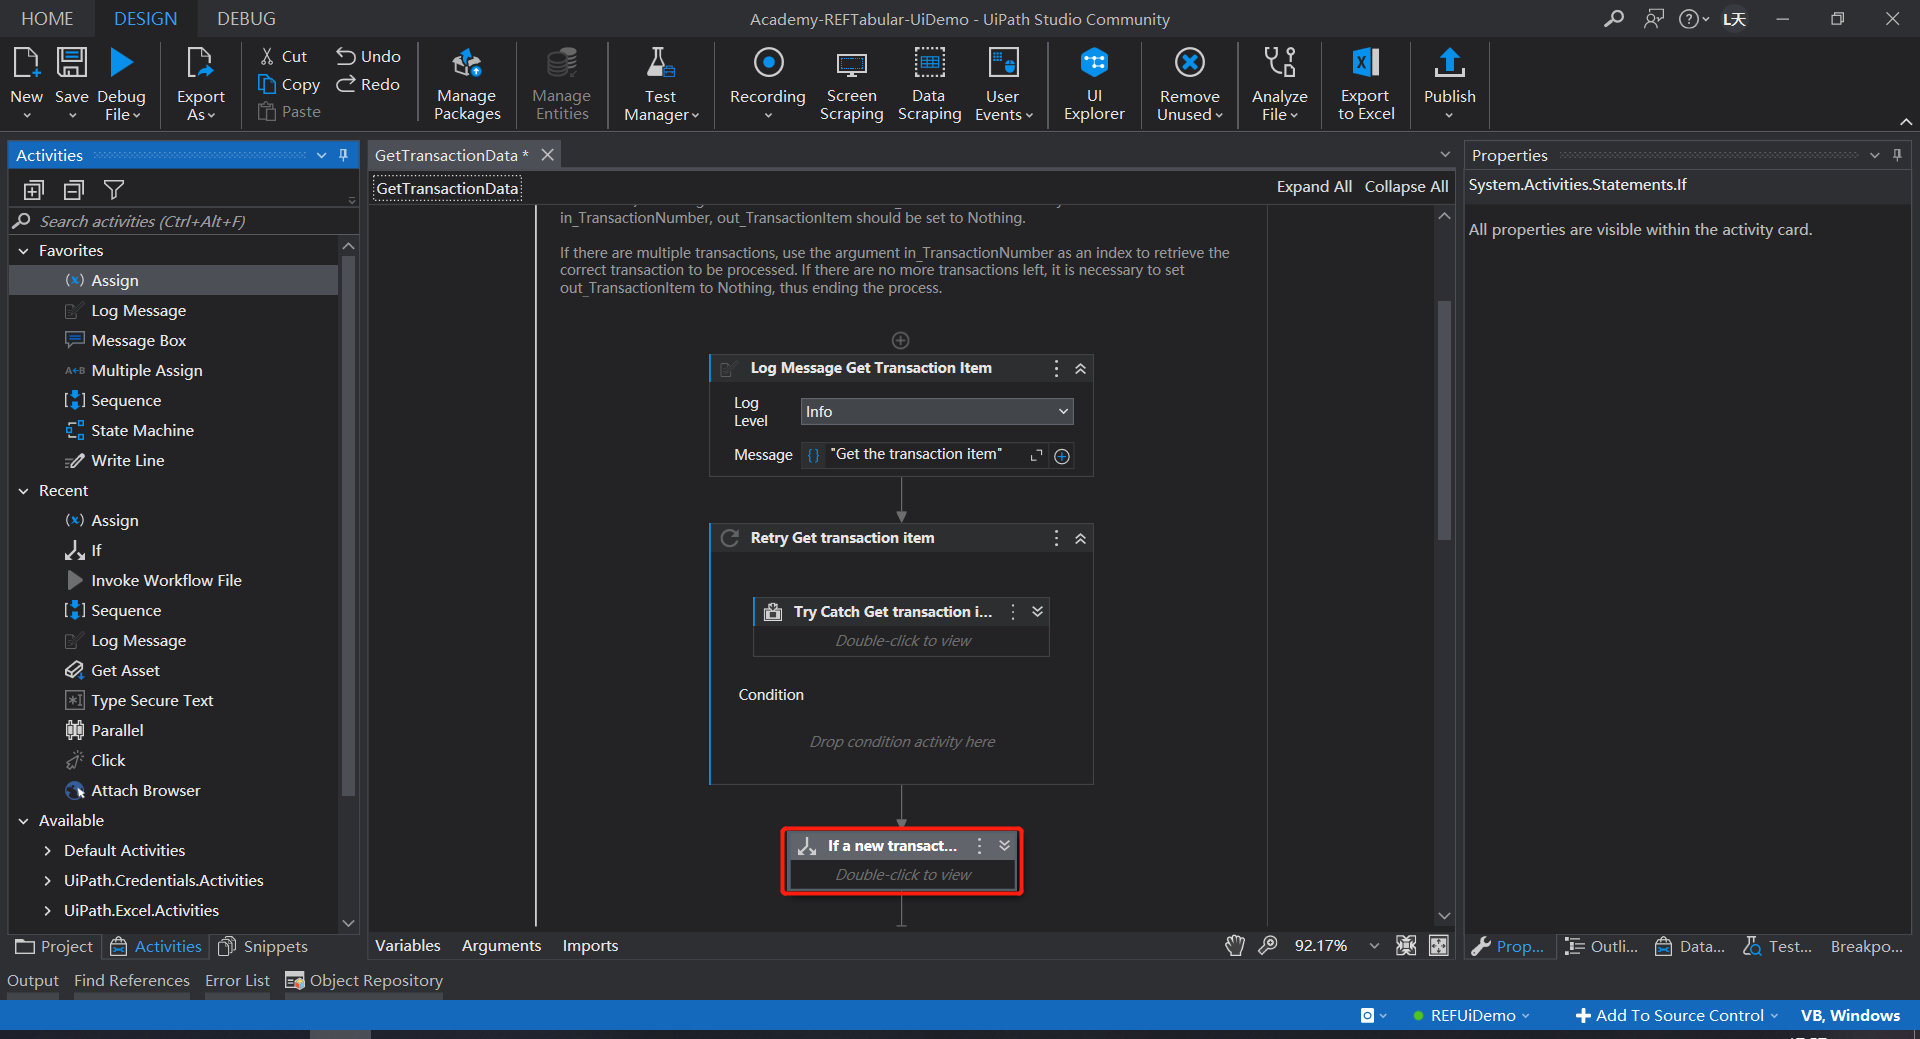 HOME DESIGN DEBUG
Academy-REFTabular-UiDemo - UiPath Studio Community
L天
New Save Debug File
Export As
Cut Copy Paste
Undo Redo
Manage Packages
Manage Entities
Test Manager
Recording
Screen Scraping
Data Scraping
User Events
UI Explorer
Remove Unused
Analyze File
Export to Excel
Publish
Activities
Search activities (Ctrl+Alt+F)
Favorites
Assign
Log Message
Message Box
A+B Multiple Assign
Sequence
State Machine
Write Line
Recent
Assign
If
Invoke Workflow File
Sequence
Log Message
Get Asset
Type Secure Text
Parallel
Click
Attach Browser
Available
Default Activities
UiPath.Credentials.Activities
UiPath.Excel.Activities
Project Activities Snippets
GetTransactionData *
GetTransactionData
Expand All Collapse All
in_TransactionNumber, out_TransactionItem should be set to Nothing.
If there are multiple transactions, use the argument in_TransactionNumber as an index to retrieve the
correct transaction to be processed. If there are no more transactions left, it is necessary to set
out_TransactionItem to Nothing, thus ending the process.
Log Message Get Transaction Item
Log Level
Info
Message {} "Get the transaction item"
Retry Get transaction item
Try Catch Get transaction i...
Double-click to view
Condition
Drop condition activity here
If a new transact...
Double-click to view
Variables Arguments Imports
92.17%
Properties
System.Activities.Statements.If
All properties are visible within the activity card.
Prop... Outli... Data... Test... Breakpo...
Output Find References Error List Object Repository
REFUiDemo
Add To Source Control
VB, Windows